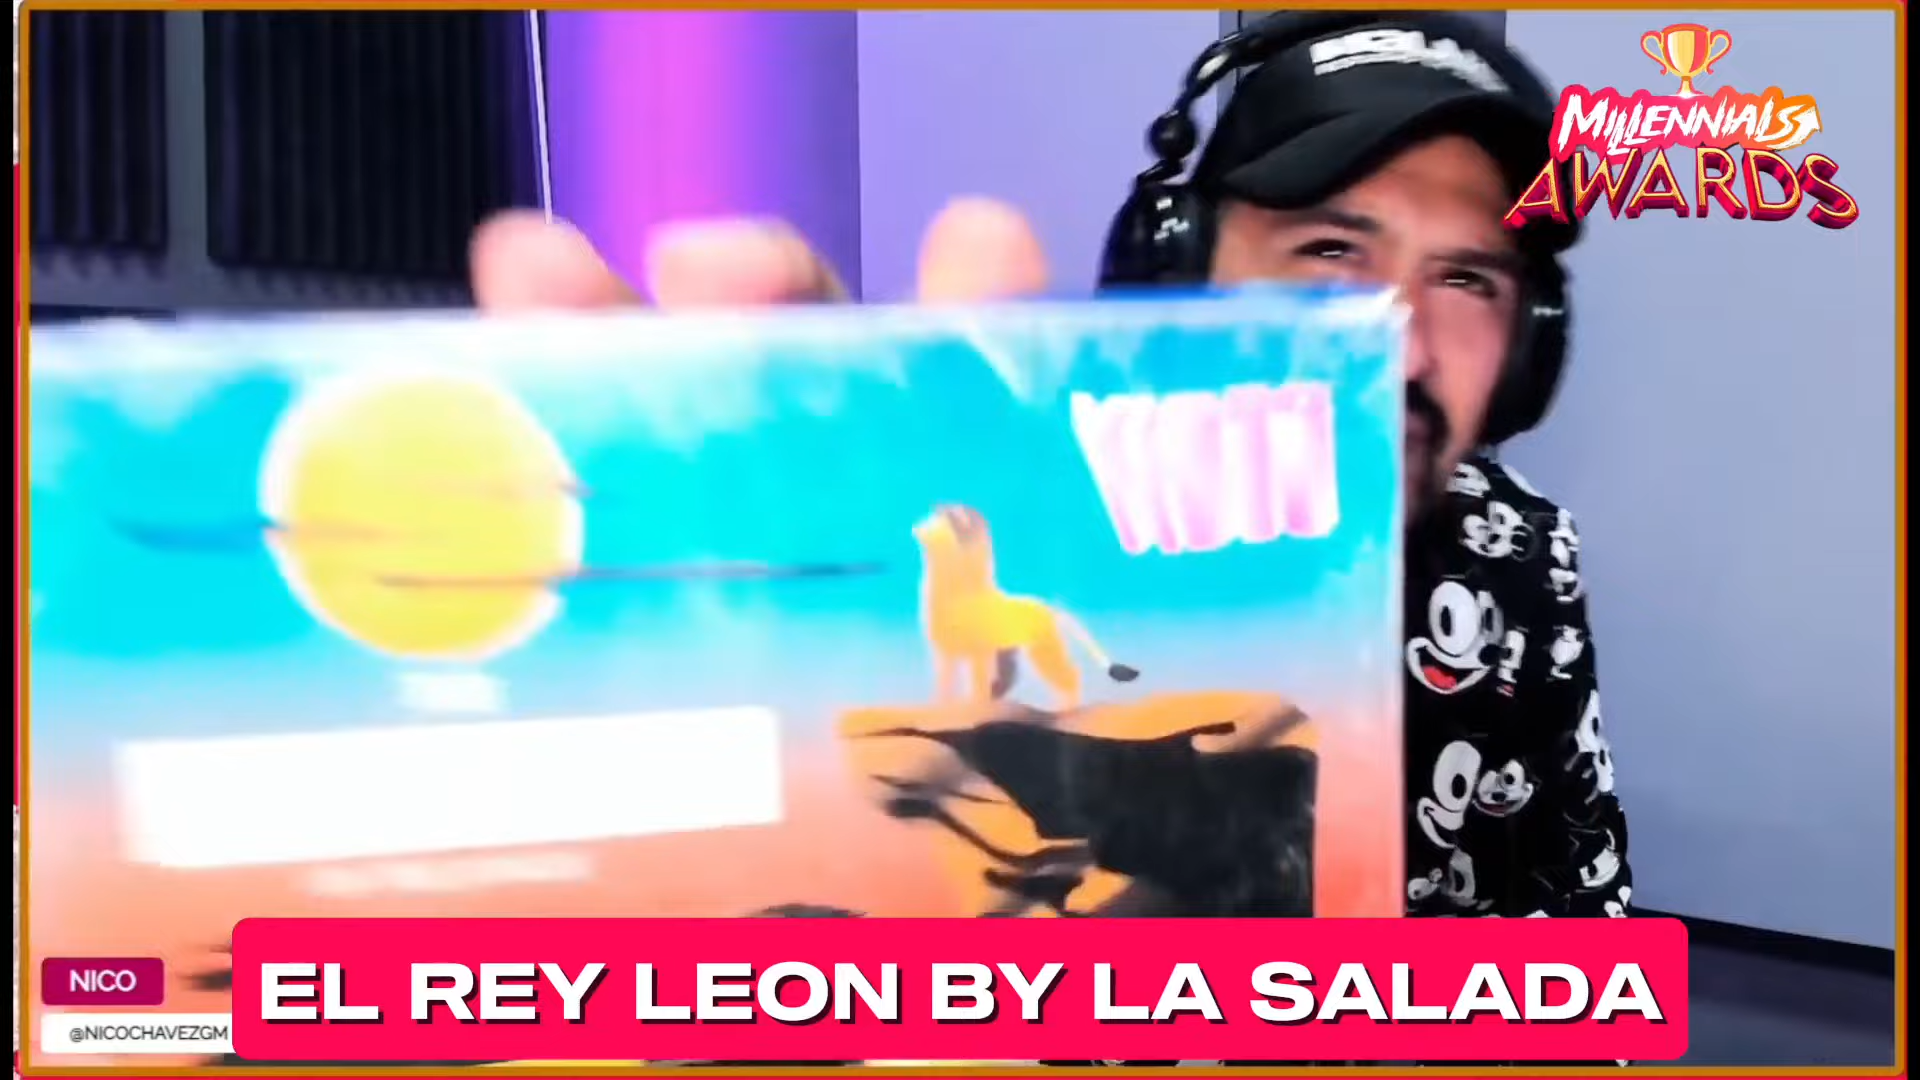 MILLENNIALS
AWARDS
NICO
@NICOCHAVEZGM
EL REY LEON BY LA SALADA